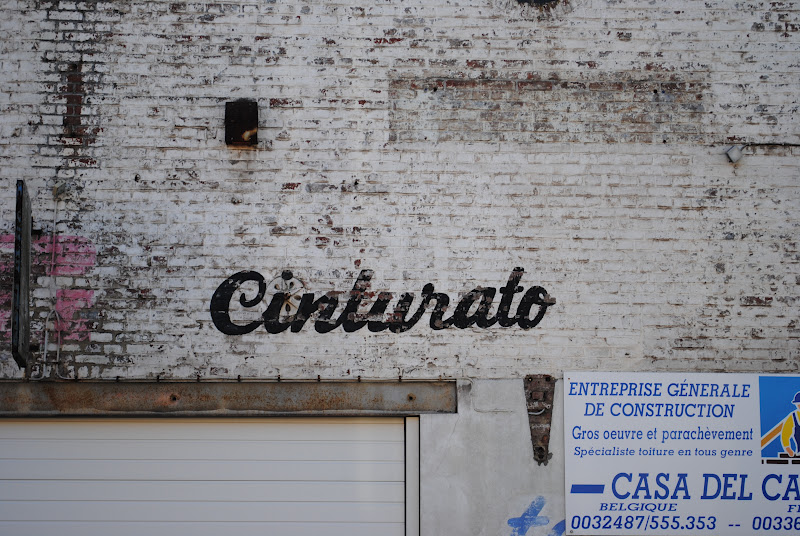 Cinturato
ENTREPRISE GÉNERALE
DE CONSTRUCTION
Gros oeuvre et parachèvement
Spécialiste toiture en tous genre
CASA DEL CA
BELGIQUE
0032487/555.353 -- 00336